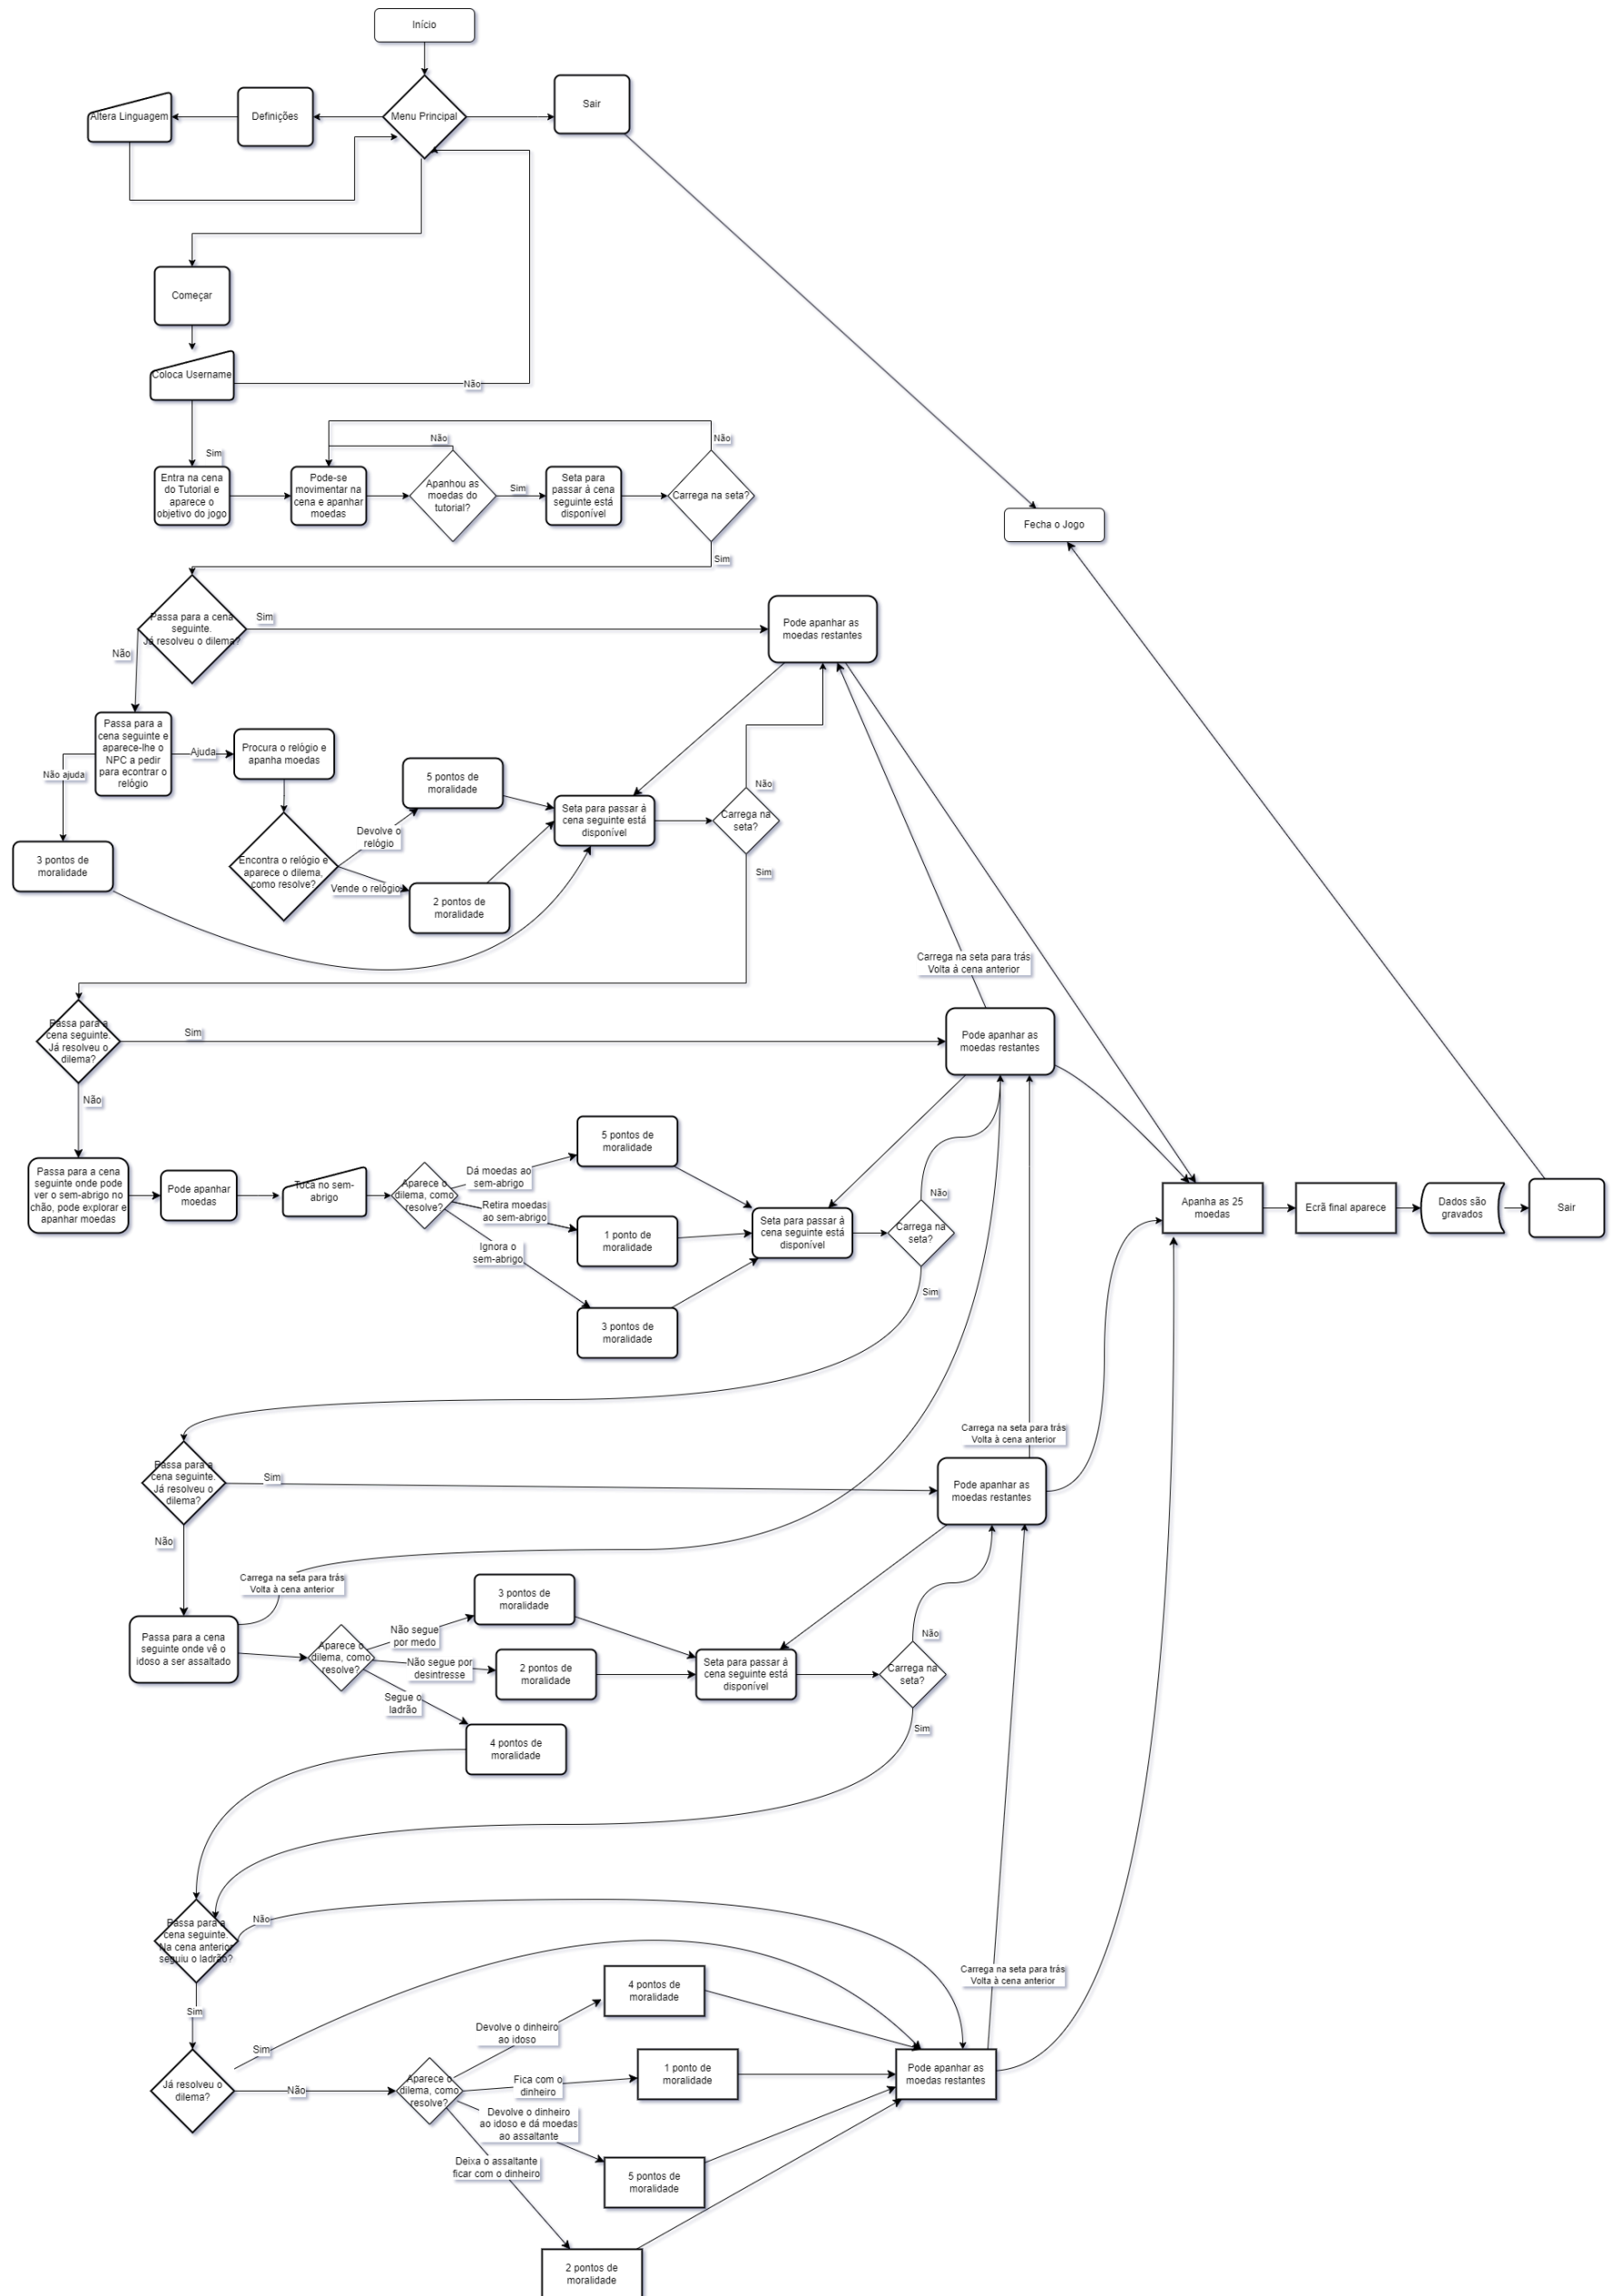 Início
Menu Principal
Sair
Definições
Altera Linguagem
Começar
Coloca Username
Não
Sim
Entra na cena
do Tutorial e
aparece o
objetivo do jogo
Pode-se
movimentar na
cena e apanhar
moedas
Não
Apanhou as
moedas do
tutorial?
Sim
Seta para
passar á cena
seguinte está
disponível
Não
Carrega na seta?
Sim
Fecha o Jogo
Passa para a cena
seguinte.
Já resolveu o dilema?
Sim
Não
Pode apanhar as
moedas restantes
Passa para a
cena seguinte e
aparece-lhe o
NPC a pedir
para econtrar o
relógio
Não ajuda
Ajuda
Procura o relógio e
apanha moedas
3 pontos de
moralidade
Encontra o relógio e
aparece o dilema,
como resolve?
Devolve o
relógio
Vende o relógio
5 pontos de
moralidade
2 pontos de
moralidade
Seta para passar á
cena seguinte está
disponível
Não
Carrega na
seta?
Sim
Carrega na seta para trás
Volta á cena anterior
Passa para a
cena seguinte.
Já resolveu o
dilema?
Sim
Não
Pode apanhar as
moedas restantes
Passa para a cena
seguinte onde pode
ver o sem-abrigo no
chão, pode explorar e
apanhar moedas
Pode apanhar
moedas
Toca no sem-
abrigo
Aparece o
dilema, como
resolve?
Dá moedas ao
sem-abrigo
Retira moedas
ao sem-abrigo
Ignora o
sem-abrigo
5 pontos de
moralidade
1 ponto de
moralidade
3 pontos de
moralidade
Seta para passar á
cena seguinte está
disponível
Não
Carrega na
seta?
Sim
Apanha as 25
moedas
Ecrã final aparece
Dados são
gravados
Sair
Passa para a
cena seguinte.
Já resolveu o
dilema?
Sim
Não
Carrega na seta para trás
Volta à cena anterior
Pode apanhar as
moedas restantes
Carrega na seta para trás
Volta à cena anterior
Passa para a cena
seguinte onde vê o
idoso a ser assaltado
Aparece o
dilema, como
resolve?
Não segue
por medo
Não segue por
desintresse
Segue o
ladrão
3 pontos de
moralidade
2 pontos de
moralidade
4 pontos de
moralidade
Seta para passar á
cena seguinte está
disponível
Não
Carrega na
seta?
Sim
Passa para a
cena seguinte.
Na cena anterior
seguiu o ladrão?
Não
Sim
Carrega na seta para trás
Volta à cena anterior
Já resolveu o
dilema?
Sim
Não
Aparece o
dilema, como
resolve?
Devolve o dinheiro
ao idoso
Fica com o
dinheiro
Devolve o dinheiro
ao idoso e dá moedas
ao assaltante
Deixa o assaltante
ficar com o dinheiro
4 pontos de
moralidade
1 ponto de
moralidade
5 pontos de
moralidade
2 pontos de
moralidade
Pode apanhar as
moedas restantes